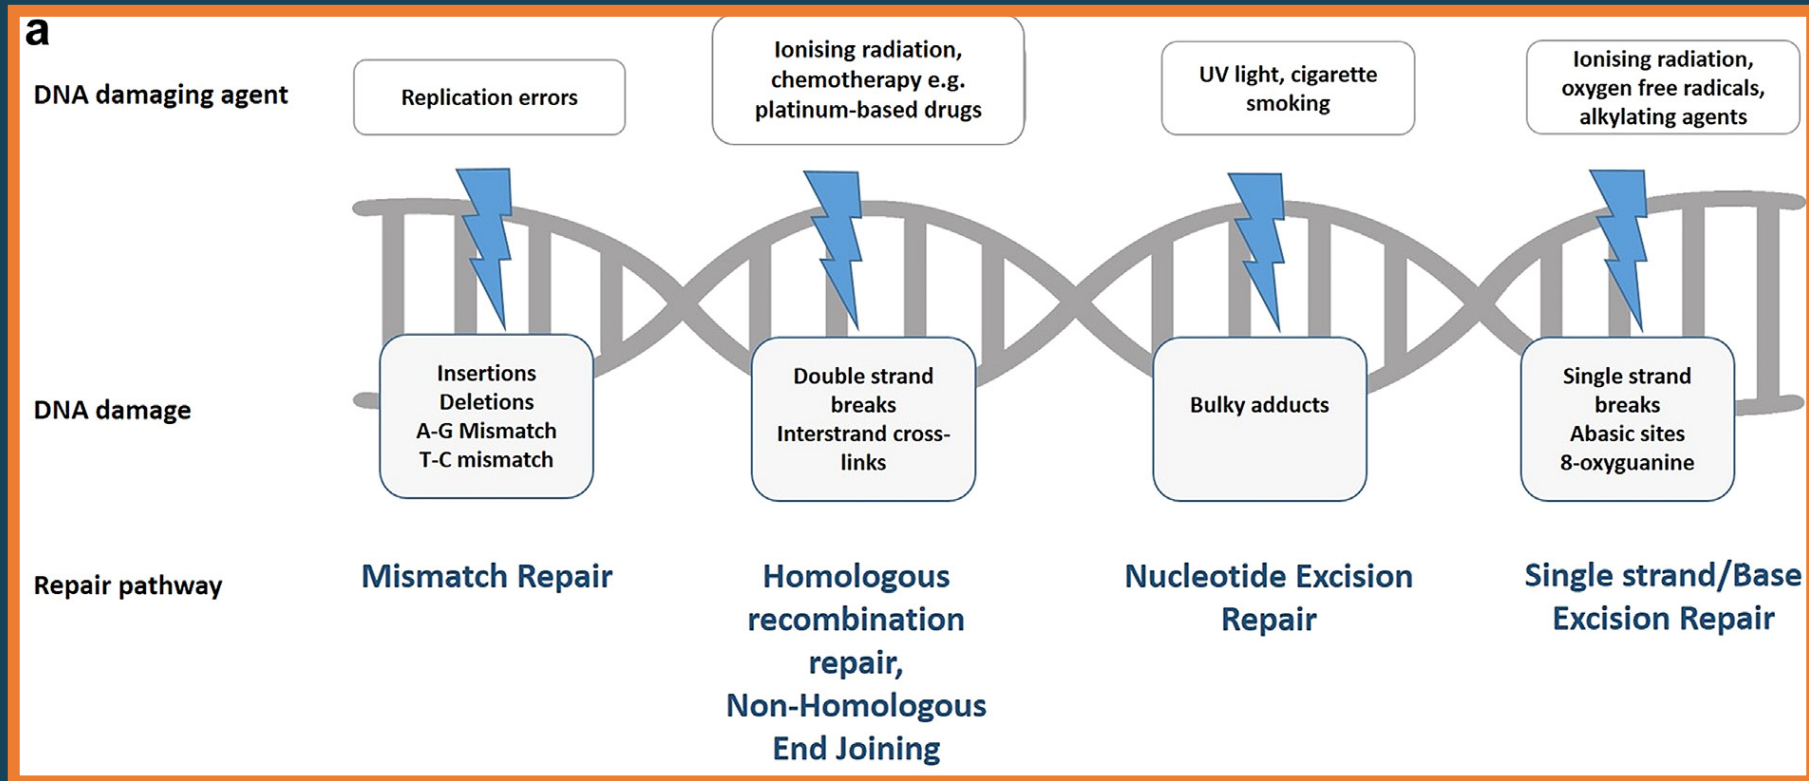 a
DNA damaging agent
Replication errors
Ionising radiation,
chemotherapy e.g.
platinum-based drugs
UV light, cigarette
smoking
Ionising radiation,
oxygen free radicals,
alkylating agents
DNA damage
Insertions
Deletions
A-G Mismatch
T-C mismatch
Double strand
breaks
Interstrand cross-
links
Bulky adducts
Single strand
breaks
Abasic sites
8-oxyguanine
Repair pathway
Mismatch Repair
Homologous
recombination
repair,
Non-Homologous
End Joining
Nucleotide Excision
Repair
Single strand/Base
Excision Repair